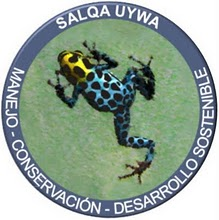 SALQA UYWA
MANEJO - CONSERVACIÓN - DESARROLLO SOSTENIBLE